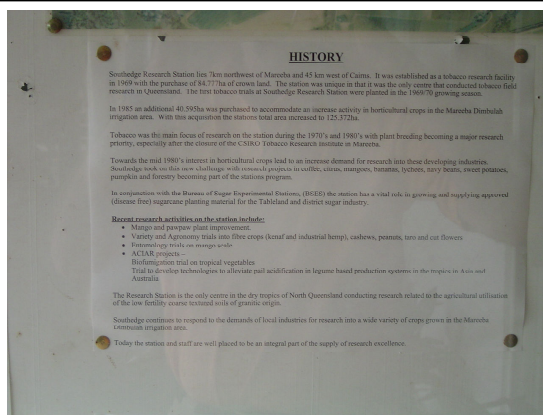 HISTORY
Southedge Research Station lies 7km northwest of Mareeba and 45 km west of Cairns. It was established as a tobacco research facility
in 1969 with the purchase of 84.777ha of crown land. The station was unique in that it was the only centre that conducted tobacco field
research in Queensland. The first tobacco trials at Southedge Research Station were planted in the 1969/70 growing season.
In 1985 an additional 40.595ha was purchased to accommodate an increase activity in horticultural crops in the Mareeba Dimbulah
irrigation area. With this acquisition the stations total area increased to 125.372ha.
Tobacco was the main focus of research on the station during the 1970's and 1980's with plant breeding becoming a major research
priority, especially after the closure of the CSIRO Tobacco Research Institute in Mareeba.
Towards the mid 1980's interest in horticultural crops lead to an increase demand for research into these developing industries.
Southedge took on this new challenge with research projects in coffee, citrus, mangoes, bananas, lychees, navy beans, sweet potatoes,
pumpkin and forestry becoming part of the stations program.
In conjunction with the Bureau of Sugar Experimental Stations, (BSES) the station has a vital role in growing and supplying approved
(disease free) sugarcane planting material for the Tableland and district sugar industry.
Recent research activities on the station include:
• Mango and pawpaw plant improvement.
• Variety and Agronomy trials into fibre crops (kenaf and industrial hemp), cashews, peanuts, taro and cut flowers
• Entomology trials on mango scale
• ACIAR projects –
Biofumigation trial on tropical vegetables
Trial to develop technologies to alleviate soil acidification in legume based production systems in the tropics in Asia and
Australia
The Research Station is the only centre in the dry tropics of North Queensland conducting research related to the agricultural utilisation
of the low fertility coarse textured soils of granitic origin.
Southedge continues to respond to the demands of local industries for research into a wide variety of crops grown in the Mareeba
Dimbulah irrigation area.
Today the station and staff are well placed to be an integral part of the supply of research excellence.